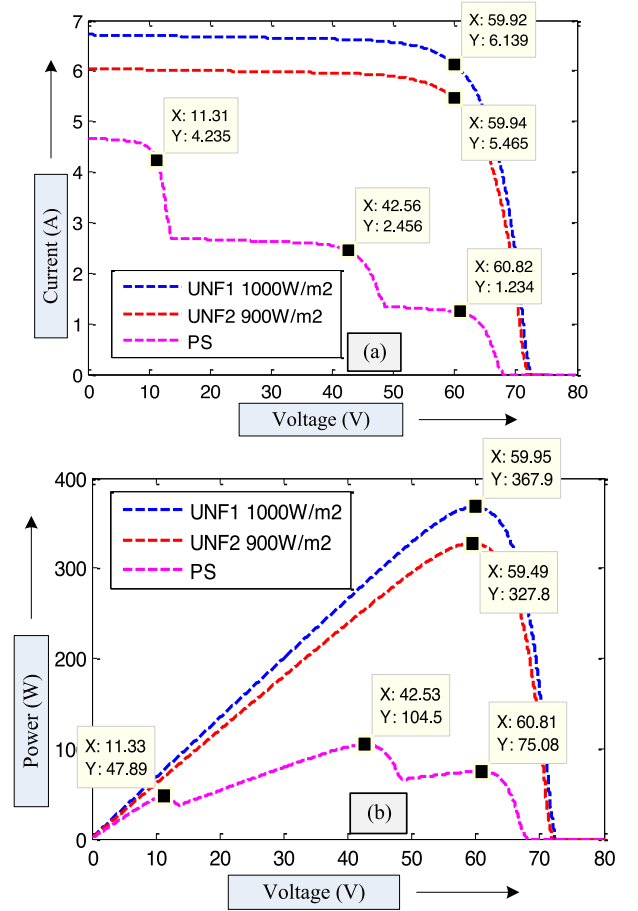 7
6
5
4
3
2
1
0
Current (A)
X: 59.92
Y: 6.139
X: 11.31
Y: 4.235
X: 59.94
Y: 5.465
X: 42.56
Y: 2.456
X: 60.82
Y: 1.234
UNF1 1000W/m2
UNF2 900W/m2
PS
(a)
0 10 20 30 40 50 60 70 80
Voltage (V)
400
300
200
100
0
Power (W)
X: 59.95
Y: 367.9
UNF1 1000W/m2
UNF2 900W/m2
PS
X: 59.49
Y: 327.8
X: 42.53
Y: 104.5
X: 11.33
Y: 47.89
X: 60.81
Y: 75.08
(b)
0 10 20 30 40 50 60 70 80
Voltage (V)